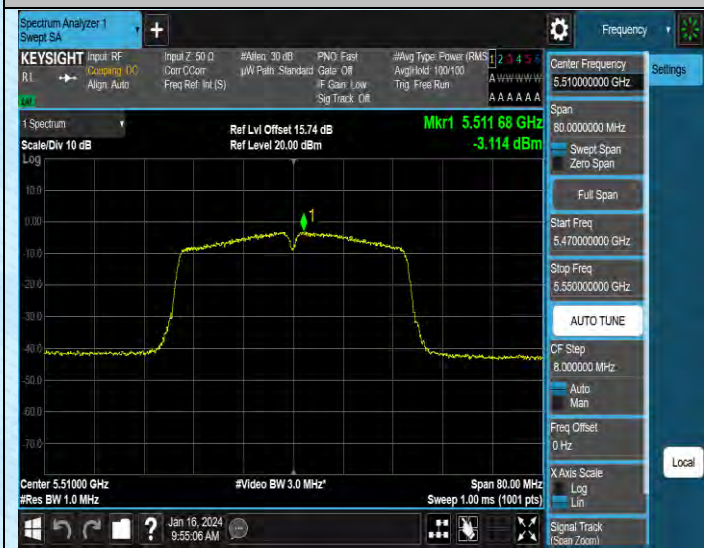 Spectrum Analyzer 1
Swept SA
+
Frequency
KEYSIGHT
Input: RF
Coupling: DC
Align: Auto
Input Z: 50 Ω
Corr CCorr
Freq Ref: Int (S)
#Atten: 30 dB
µW Path: Standard
PNO: Fast
Gate: Off
IF Gain: Low
Sig Track: Off
#Avg Type: Power (RMS
Avg|Hold: 100/100
Trig: Free Run
1 2 3 4 5 6
A W W W W W
A A A A A A
RL
Center Frequency
5.510000000 GHz
Settings
Span
80.0000000 MHz
Swept Span
Zero Span
Full Span
Start Freq
5.470000000 GHz
Stop Freq
5.550000000 GHz
AUTO TUNE
CF Step
8.000000 MHz
Auto
Man
Freq Offset
0 Hz
X Axis Scale
Log
Lin
Signal Track
(Span Zoom)
Local
1 Spectrum
Scale/Div 10 dB
Ref Lvl Offset 15.74 dB
Ref Level 20.00 dBm
Mkr1 5.511 68 GHz
-3.114 dBm
Log
10.0
0.00
-10.0
-20.0
-30.0
-40.0
-50.0
-60.0
-70.0
1
Center 5.51000 GHz
#Res BW 1.0 MHz
#Video BW 3.0 MHz*
Span 80.00 MHz
Sweep 1.00 ms (1001 pts)
?
Jan 16, 2024
9:55:06 AM